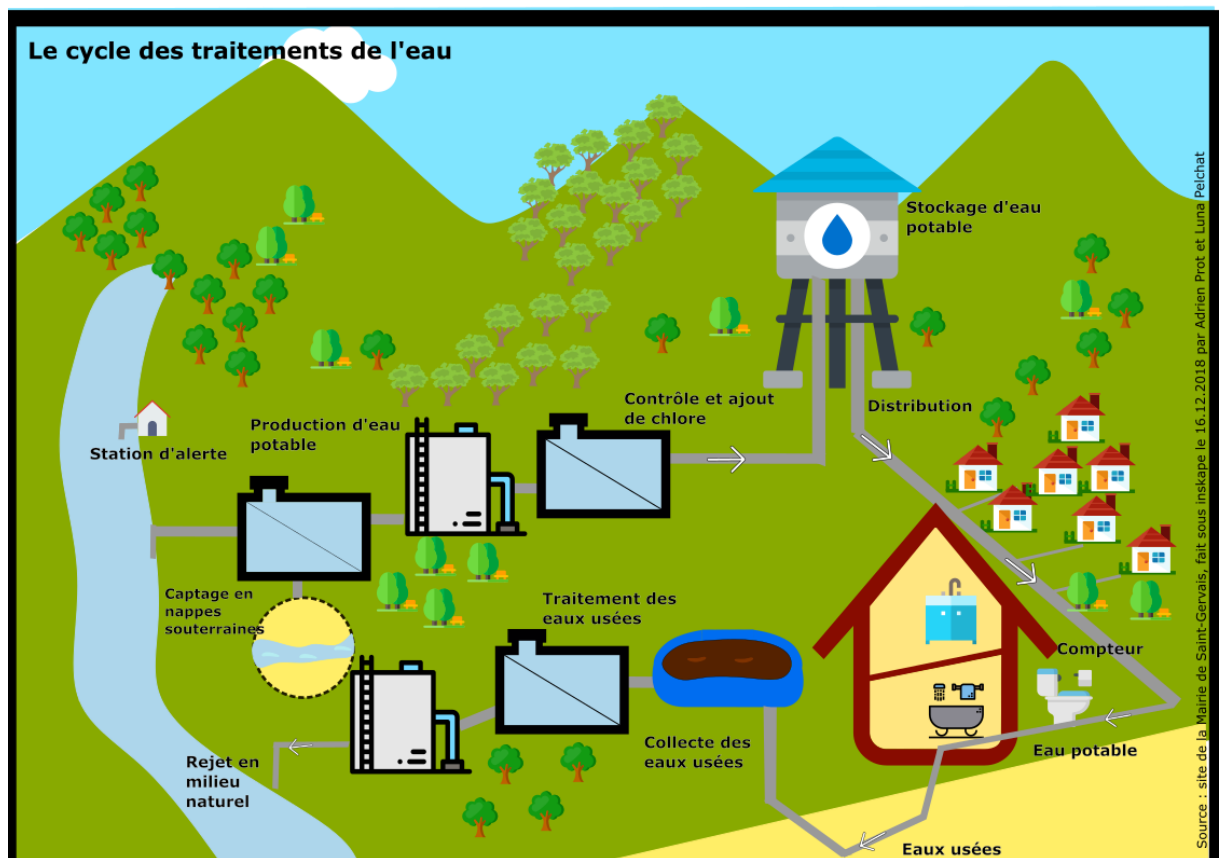 Le cycle des traitements de l'eau
Stockage d'eau
potable
Contrôle et ajout
de chlore
Distribution
Production d'eau
potable
Station d'alerte
Captage en
nappes
souterraines
Traitement des
eaux usées
Compteur
Collecte des
eaux usées
Eau potable
Rejet en
milieu
naturel
Eaux usées
Source : site de la Mairie de Saint-Gervais, fait sous inskape le 16.12.2018 par Adrien Prot et Luna Pelchat